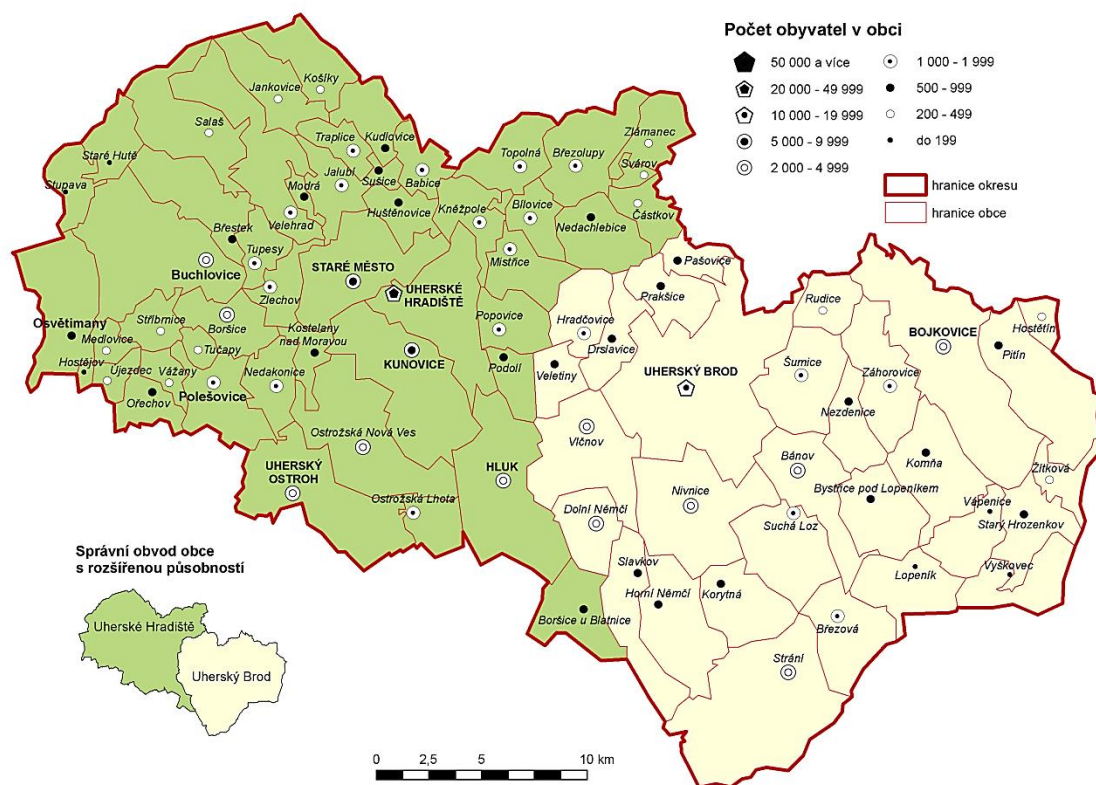 Počet obyvatel v obci
50 000 a více
20 000 - 49 999
10 000 - 19 999
5 000 - 9 999
2 000 - 4 999
1 000 - 1 999
500 - 999
200 - 499
do 199
hranice okresu
hranice obce
Košíky
Jankovice
Salaš
Staré Hutě
Stupava
Traplice
Kudlovice
Jalubí
Sušice
Babice
Modrá
Huštěnovice
Velehrad
Topolná
Březolupy
Zlámanec
Svárov
Kněžpole
Bílovice
Nedachlebice
Částkov
Břestek
Tupesy
Buchlovice
STARÉ MĚSTO
UHERSKÉ
HRADIŠTĚ
Mistřice
Zlechov
Pašovice
Prakšice
Osvětimany
Stříbrnice
Boršice
Medlovice
Tučapy
Kostelany
nad Moravou
KUNOVICE
Popovice
Podolí
Hradčovice
Drslavice
Veletiny
Rudice
BOJKOVICE
Hostětín
Pitín
Hostějov
Újezdec
Vážany
Ořechov
Polešovice
Nedakonice
UHERSKÝ BROD
Šumice
Záhorovice
Nezdenice
Ostrožská Nová Ves
Vlčnov
UHERSKÝ
OSTROH
HLUK
Bánov
Komňa
Žítková
Ostrožská Lhota
Dolní Němčí
Nivnice
Bystřice pod Lopeníkem
Suchá Loz
Vápenice
Starý Hrozenkov
Slavkov
Horní Němčí
Korytná
Lopeník
Vyškovec
Boršice u Blatnice
Březová
Strání
Správní obvod obce
s rozšířenou působností
Uherské Hradiště
Uherský Brod
0 2,5 5 10 km